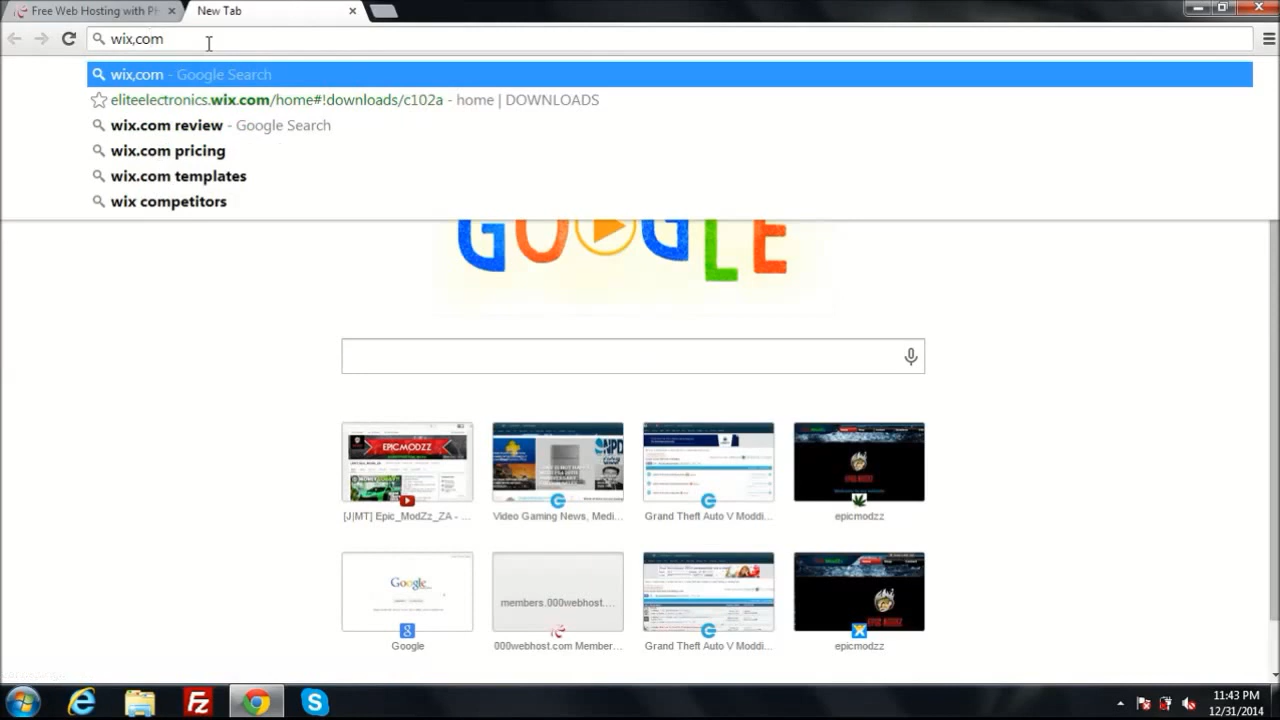 Free Web Hosting with PH
New Tab
wix,com
wix,com - Google Search
eliteelectronics.wix.com/home#!downloads/c102a - home | DOWNLOADS
wix.com review - Google Search
wix.com pricing
wix.com templates
wix competitors
GOOGLE
EPICMODZZ
[J|MT] Epic_ModZz_ZA - ...
Video Gaming News, Medi...
Grand Theft Auto V Moddi...
epicmodzz
Google
members.000webhost....
Google
000webhost.com Member...
Grand Theft Auto V Moddi...
epicmodzz
11:43 PM
12/31/2014